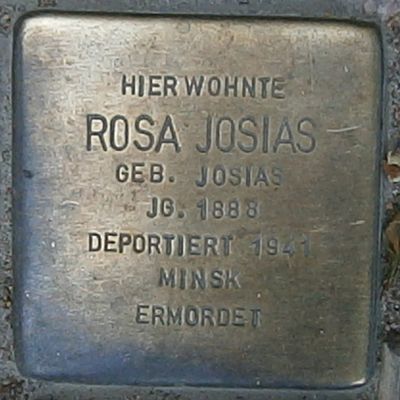 HIER WOHNTE
ROSA JOSIAS
GEB. JOSIAS
JG. 1888
DEPORTIERT 1941
MINSK
ERMORDET